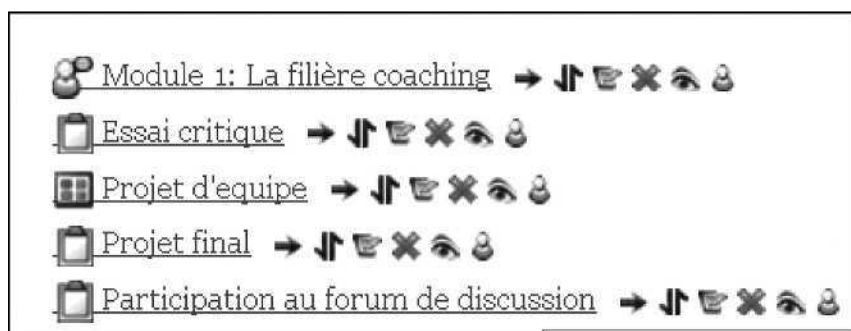 Module 1: La filière coaching
Essai critique
Projet d'equipe
Projet final
Participation au forum de discussion